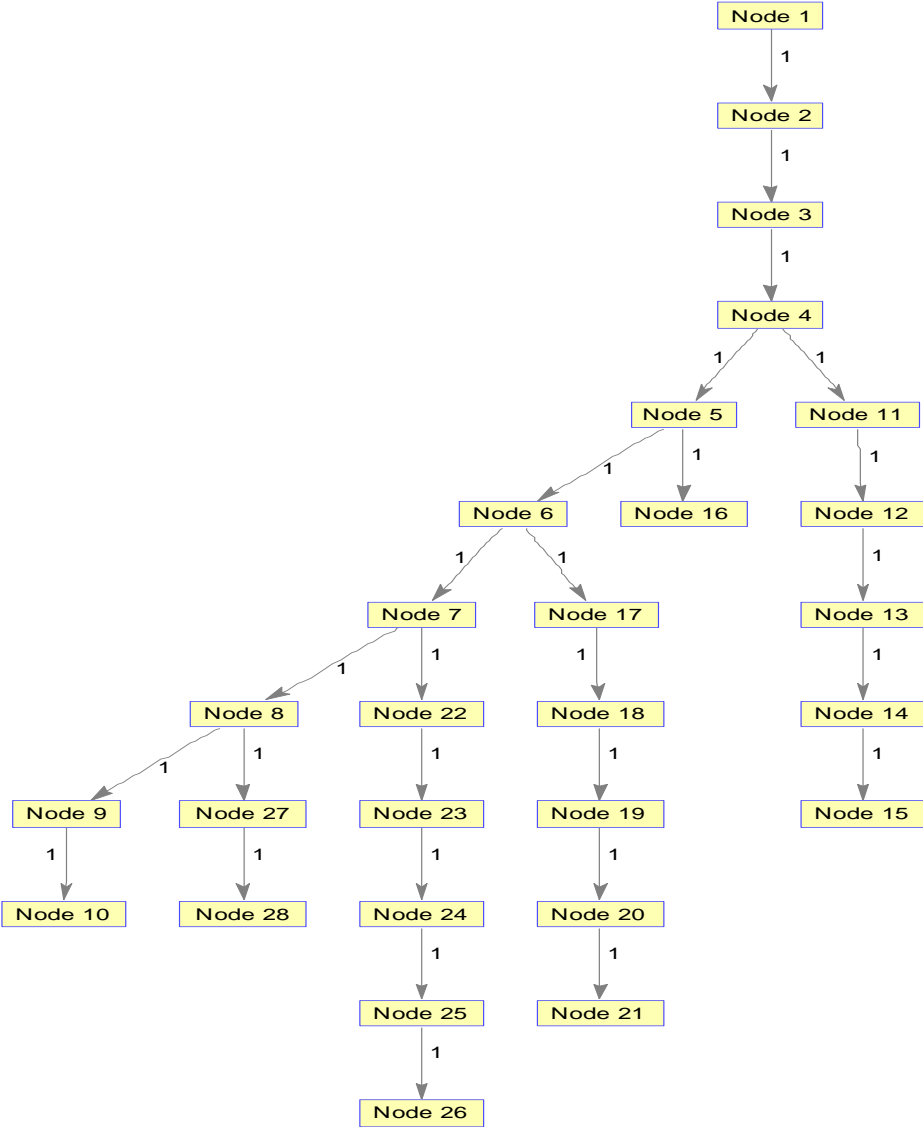 Node 1
1
Node 2
1
Node 3
1
Node 4
1 1
Node 5 Node 11
1 1 1
Node 6 Node 16 Node 12
1 1 1
Node 7 Node 17 Node 13
1 1 1 1
Node 8 Node 22 Node 18 Node 14
1 1 1 1 1
Node 9 Node 27 Node 23 Node 19 Node 15
1 1 1 1
Node 10 Node 28 Node 24 Node 20
1 1
Node 25 Node 21
1
Node 26